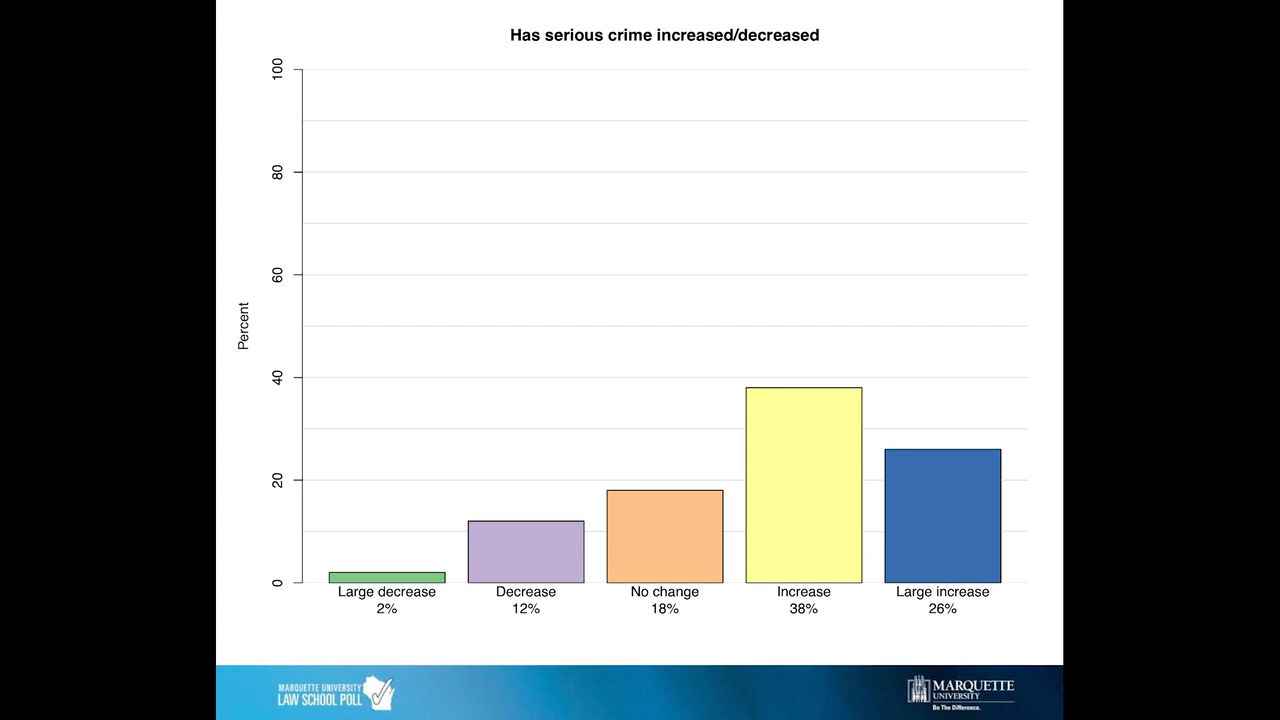 Has serious crime increased/decreased
100
80
60
40
20
0
Percent
Large decrease
2%
Decrease
12%
No change
18%
Increase
38%
Large increase
26%
MARQUETTE UNIVERSITY
LAW SCHOOL POLL
MARQUETTE
UNIVERSITY
Be The Difference.